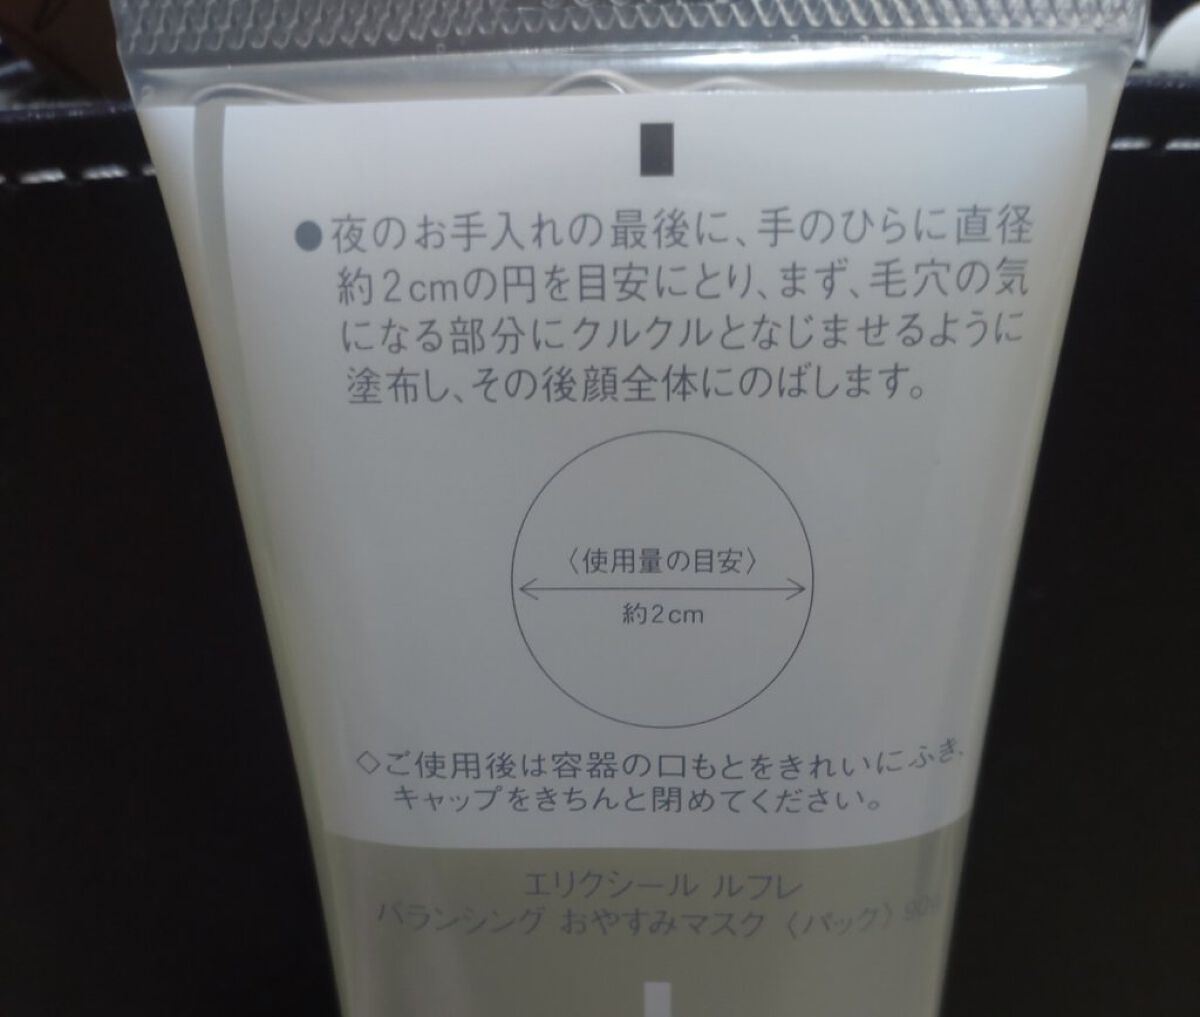 ●夜のお手入れの最後に、手のひらに直径
約2cmの円を目安にとり、まず、毛穴の気
になる部分にクルクルとなじませるように
塗布し、その後顔全体にのばします。
〈使用量の目安〉
約2cm
◇ご使用後は容器の口もとをきれいにふき、
キャップをきちんと閉めてください。
エリクシール ルフレ
バランシング おやすみマスク〈パック〉90g